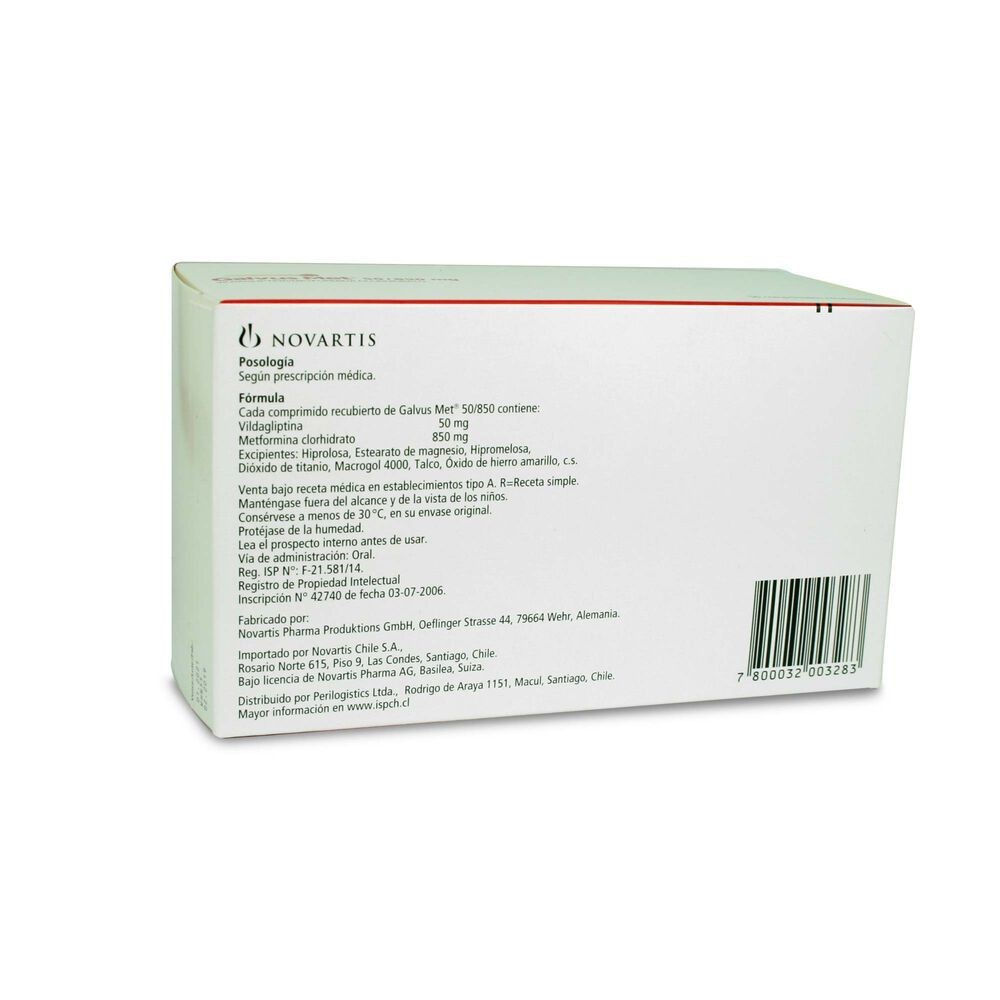 Galvus Met 50/850 mg
NOVARTIS
Posología
Según prescripción médica.
Fórmula
Cada comprimido recubierto de Galvus Met® 50/850 contiene:
Vildagliptina 50 mg
Metformina clorhidrato 850 mg
Excipientes: Hiprolosa, Estearato de magnesio, Hipromelosa,
Dióxido de titanio, Macrogol 4000, Talco, Óxido de hierro amarillo, c.s.
Venta bajo receta médica en establecimientos tipo A. R=Receta simple.
Manténgase fuera del alcance y de la vista de los niños.
Consérvese a menos de 30°C, en su envase original.
Protéjase de la humedad.
Lea el prospecto interno antes de usar.
Vía de administración: Oral.
Reg. ISP N°: F-21.581/14.
Registro de Propiedad Intelectual
Inscripción N° 42740 de fecha 03-07-2006.
Fabricado por:
Novartis Pharma Produktions GmbH, Oeflinger Strasse 44, 79664 Wehr, Alemania.
Importado por Novartis Chile S.A.,
Rosario Norte 615, Piso 9, Las Condes, Santiago, Chile.
Bajo licencia de Novartis Pharma AG, Basilea, Suiza.
Distribuido por Perilogistics Ltda., Rodrigo de Araya 1151, Macul, Santiago, Chile.
Mayor información en www.ispch.cl
7 800032 003283